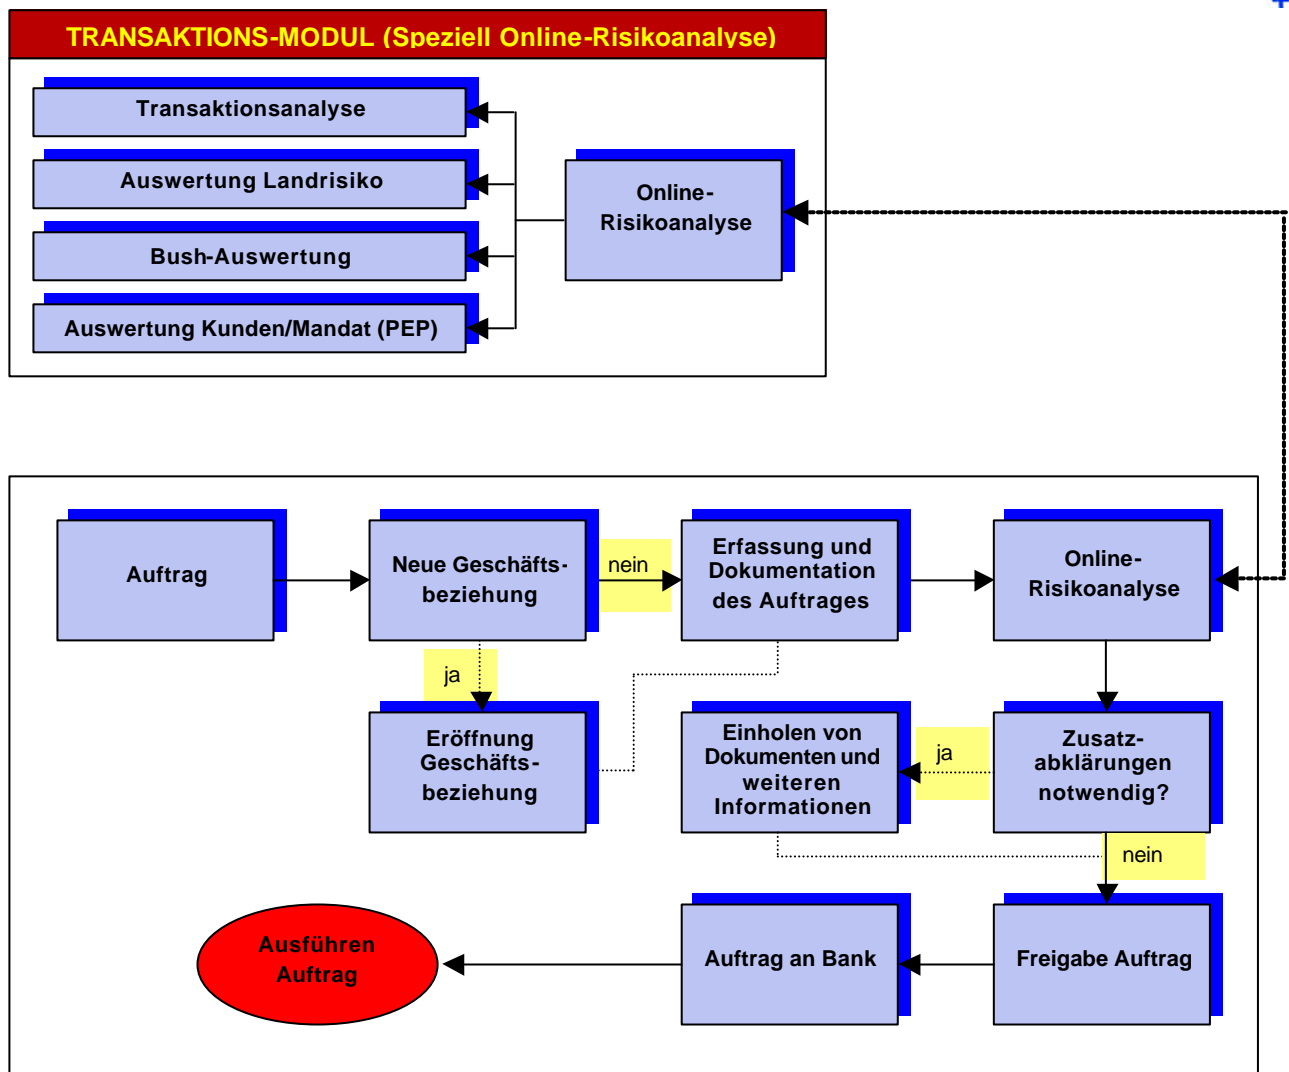 TRANSAKTIONS-MODUL (Speziell Online-Risikoanalyse)
Transaktionsanalyse
Auswertung Landrisiko
Bush-Auswertung
Auswertung Kunden/Mandat (PEP)
Online-
Risikoanalyse
Auftrag
Neue Geschäfts-
beziehung
nein
Erfassung und
Dokumentation
des Auftrages
Online-
Risikoanalyse
ja
Eröffnung
Geschäfts-
beziehung
Einholen von
Dokumenten und
weiteren
Informationen
ja
Zusatz-
abklärungen
notwendig?
nein
Ausführen
Auftrag
Auftrag an Bank
Freigabe Auftrag